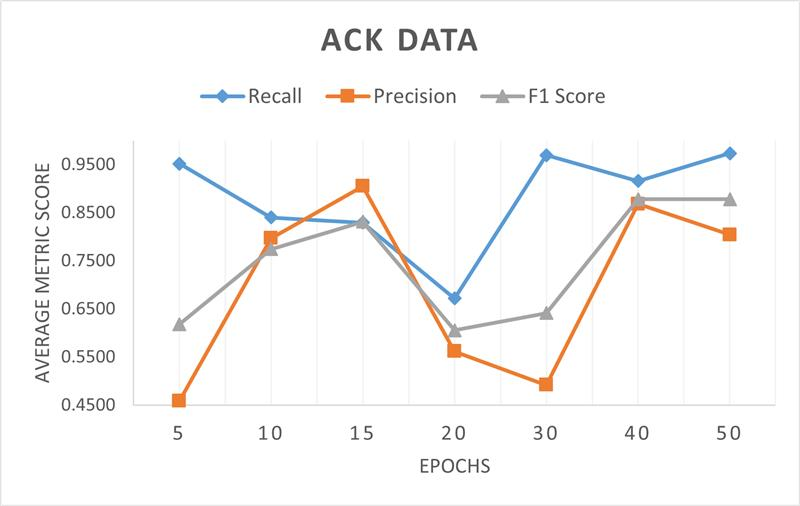 ACK DATA
Recall Precision F1 Score
AVERAGE METRIC SCORE
0.9500
0.8500
0.7500
0.6500
0.5500
0.4500
5 10 15 20 30 40 50
EPOCHS